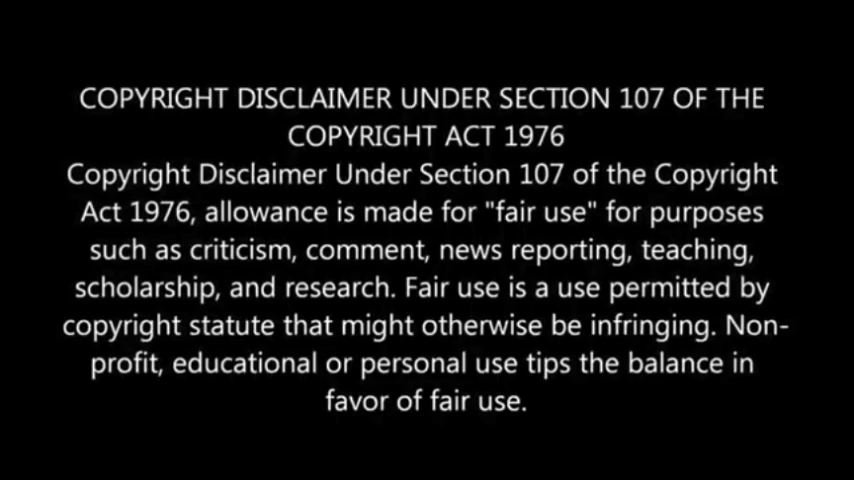 COPYRIGHT DISCLAIMER UNDER SECTION 107 OF THE
COPYRIGHT ACT 1976
Copyright Disclaimer Under Section 107 of the Copyright
Act 1976, allowance is made for "fair use" for purposes
such as criticism, comment, news reporting, teaching,
scholarship, and research. Fair use is a use permitted by
copyright statute that might otherwise be infringing. Non-
profit, educational or personal use tips the balance in
favor of fair use.